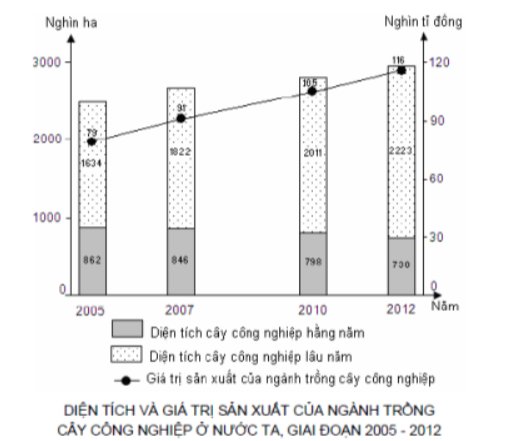 Nghìn ha
Nghìn tỉ đồng
3000
2000
1000
0
120
90
60
30
0
79
1634
862
91
1822
846
105
2011
798
116
2223
730
2005 2007 2010 2012 Năm
Diện tích cây công nghiệp hằng năm
Diện tích cây công nghiệp lâu năm
Giá trị sản xuất của ngành trồng cây công nghiệp
DIỆN TÍCH VÀ GIÁ TRỊ SẢN XUẤT CỦA NGÀNH TRỒNG
CÂY CÔNG NGHIỆP Ở NƯỚC TA, GIAI ĐOẠN 2005 - 2012